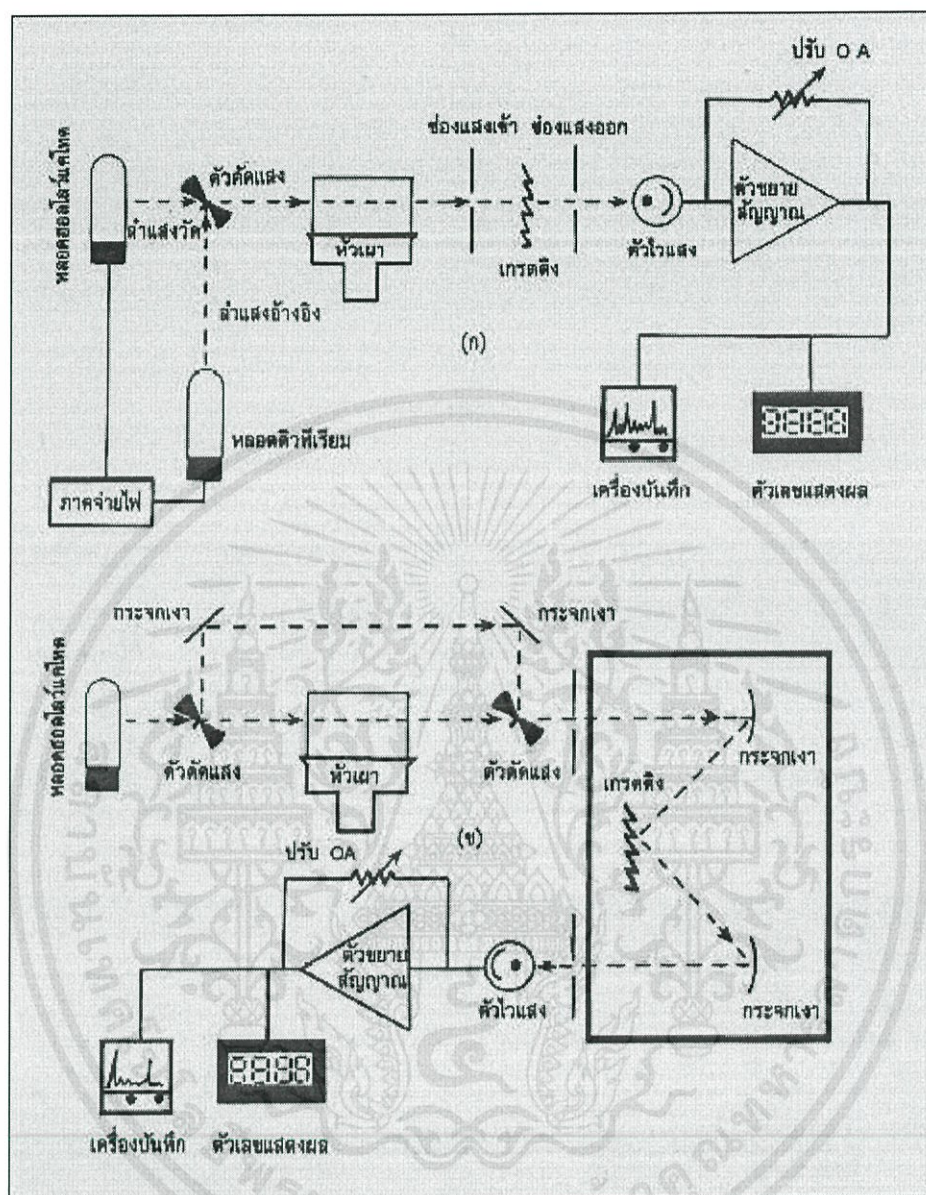 ปรับ OA
ช่องแสงเข้า ช่องแสงออก
หลอดฮอลโลว์แคโทด
ตัวตัดแสง
ลำแสงวัด
หัวเผา
เกรตติง
ตัวไวแสง
ตัวขยาย
สัญญาณ
ลำแสงอ้างอิง
(ก)
หลอดดิวทีเรียม
ภาคจ่ายไฟ
เครื่องบันทึก
ตัวเลขแสดงผล
กระจกเงา
กระจกเงา
หลอดฮอลโลว์แคโทด
ตัวตัดแสง
หัวเผา
ตัวตัดแสง
กระจกเงา
เกรตติง
(ข)
ปรับ OA
ตัวขยาย
สัญญาณ
ตัวไวแสง
กระจกเงา
เครื่องบันทึก
ตัวเลขแสดงผล